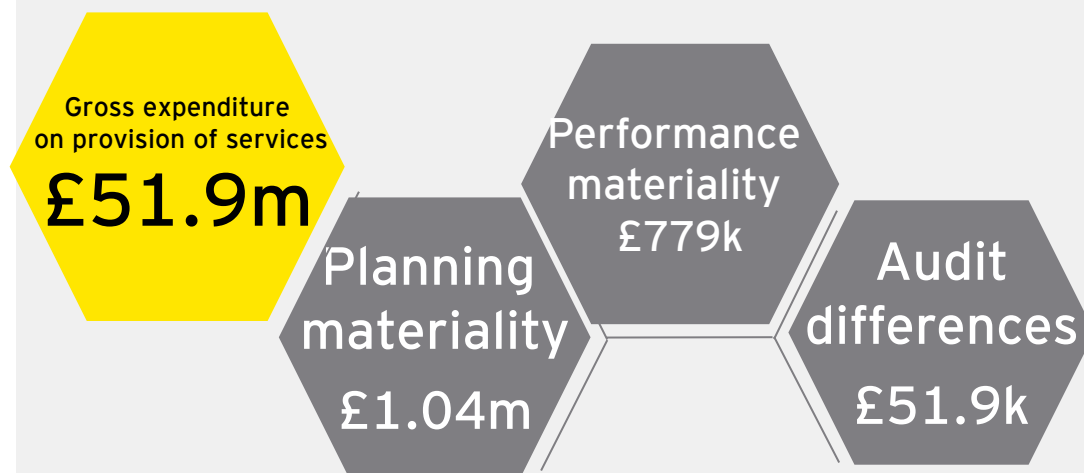 Gross expenditure
on provision of services
£51.9m
Planning
materiality
£1.04m
Performance
materiality
£779k
Audit
differences
£51.9k